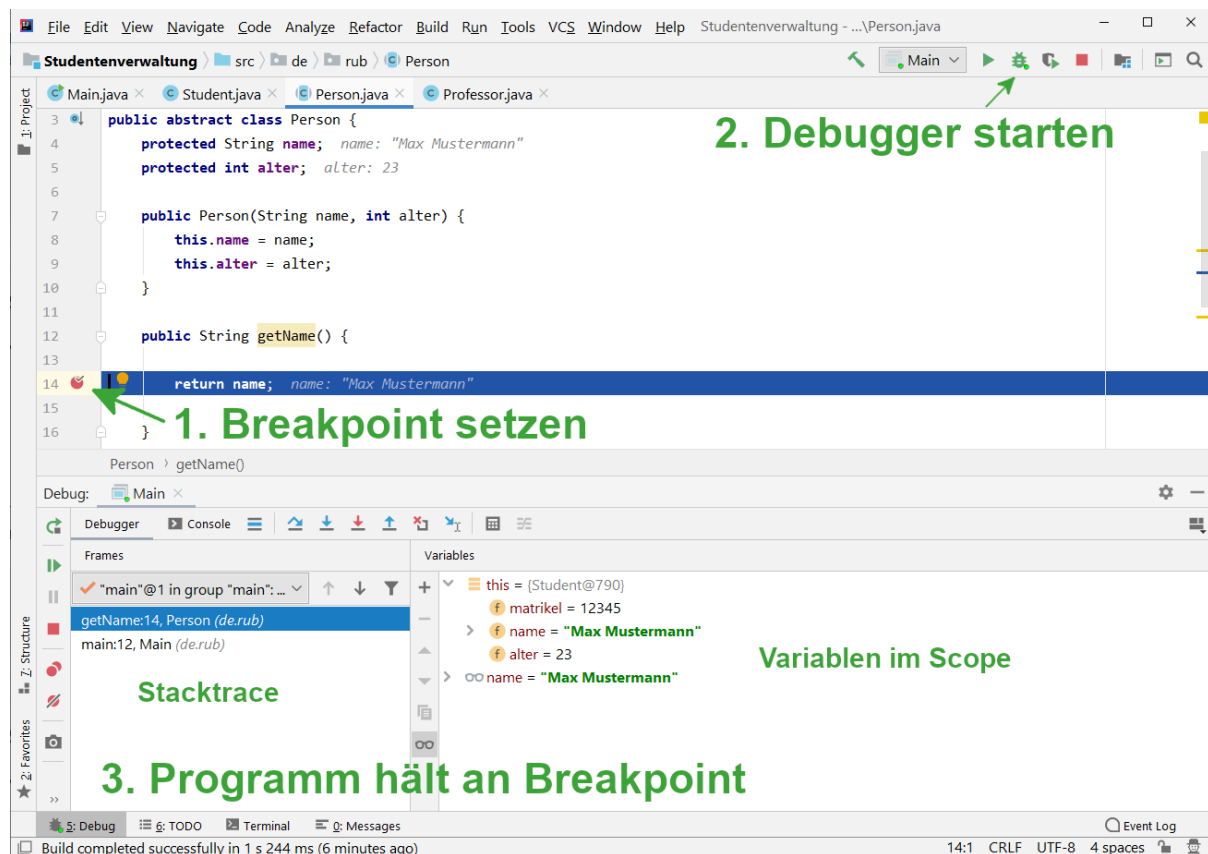 File Edit View Navigate Code Analyze Refactor Build Run Tools VCS Window Help Studentenverwaltung - ...\Person.java
Studentenverwaltung src de rub Person Main
Main.java Student.java Person.java Professor.java
1: Project
3 public abstract class Person {
4 protected String name; name: "Max Mustermann"
5 protected int alter; alter: 23
6
7 public Person(String name, int alter) {
8 this.name = name;
9 this.alter = alter;
10 }
11
12 public String getName() {
13
14 return name; name: "Max Mustermann"
15
16 }
2. Debugger starten
1. Breakpoint setzen
Person getName()
Debug: Main
Debugger Console
Frames
"main"@1 in group "main": ...
getName:14, Person (de.rub)
main:12, Main (de.rub)
Stacktrace
Variables
this = {Student@790}
f matrikel = 12345
f name = "Max Mustermann"
f alter = 23
name = "Max Mustermann"
Variablen im Scope
3. Programm hält an Breakpoint
Z: Structure
2: Favorites
5: Debug 6: TODO Terminal 0: Messages Event Log
Build completed successfully in 1 s 244 ms (6 minutes ago) 14:1 CRLF UTF-8 4 spaces